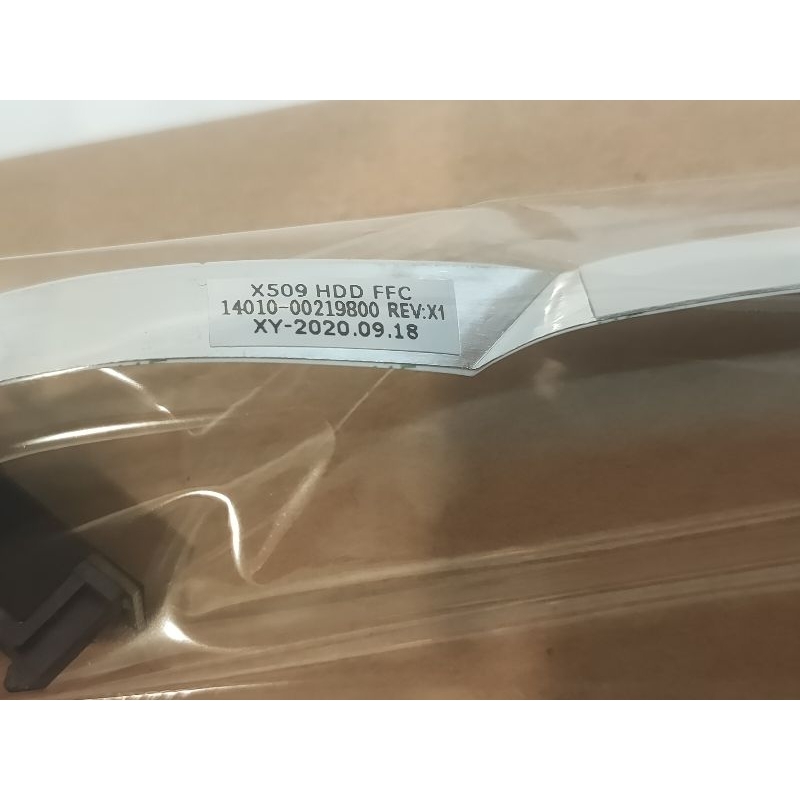 X509 HDD FFC
14010-00219800 REV:X1
XY-2020.09.18